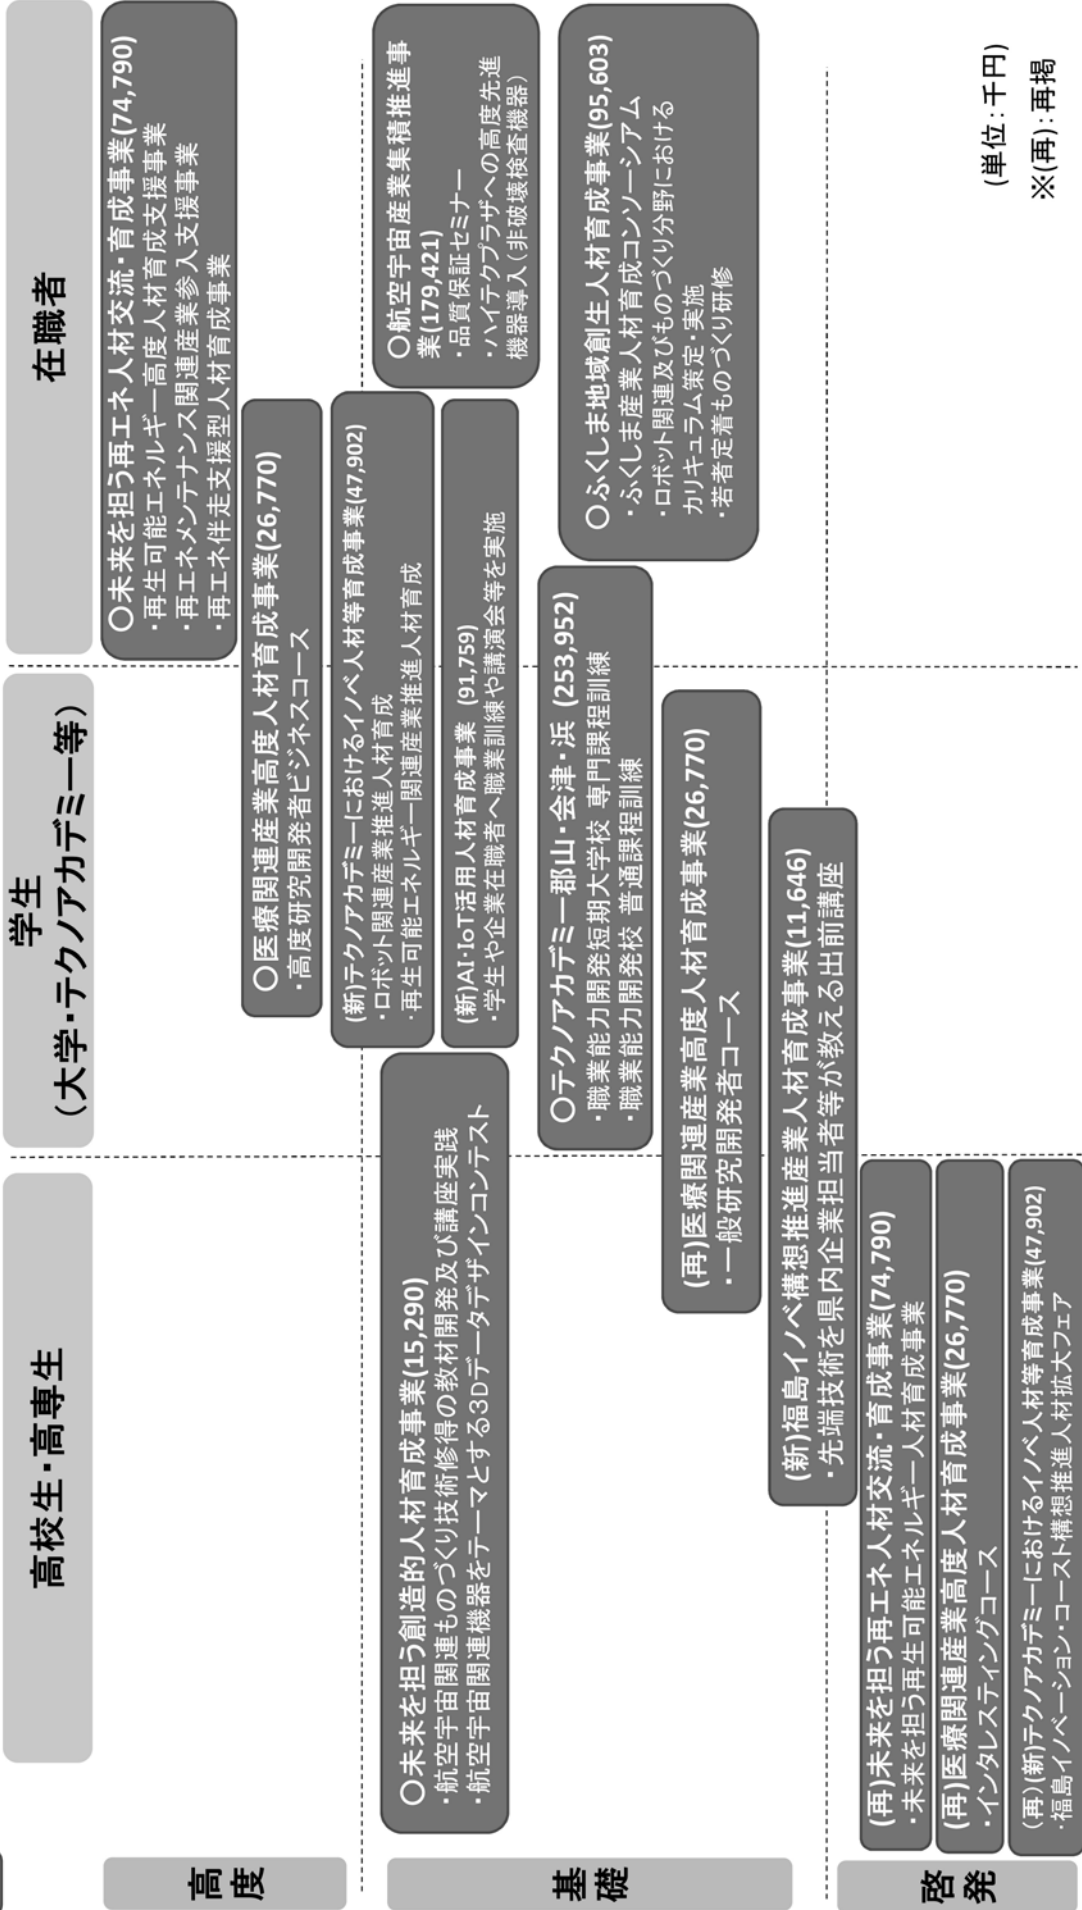 高校生・高専生
学生
(大学・テクノアカデミー等)
在職者
高度
〇未来を担う再エネ人材交流・育成事業(74,790)
・再生可能エネルギー高度人材育成支援事業
・再エネメンテナンス関連産業参入支援事業
・再エネ伴走支援型人材育成事業
〇医療関連産業高度人材育成事業(26,770)
・高度研究開発者ビジネスコース
(新)テクノアカデミーにおけるイノベ人材等育成事業(47,902)
・ロボット関連産業推進人材育成
・再生可能エネルギー関連産業推進人材育成
〇航空宇宙産業集積推進事
業(179,421)
・品質保証セミナー
・ハイテクプラザへの高度先進
機器導入(非破壊検査機器)
基礎
〇未来を担う創造的人材育成事業(15,290)
・航空宇宙関連ものづくり技術修得の教材開発及び講座実践
・航空宇宙関連機器をテーマとする3Dデータデザインコンテスト
(新)AI・IoT活用人材育成事業 (91,759)
・学生や企業在職者へ職業訓練や講演会等を実施
〇テクノアカデミー郡山・会津・浜 (253,952)
・職業能力開発短期大学校 専門課程訓練
・職業能力開発校 普通課程訓練
〇ふくしま地域創生人材育成事業(95,603)
・ふくしま産業人材育成コンソーシアム
・ロボット関連及びものづくり分野における
カリキュラム策定・実施
・若者定着ものづくり研修
(再)医療関連産業高度人材育成事業(26,770)
・一般研究開発者コース
(新)福島イノベ構想推進産業人材育成事業(11,646)
・先端技術を県内企業担当者等が教える出前講座
啓発
(再)未来を担う再エネ人材交流・育成事業(74,790)
・未来を担う再生可能エネルギー人材育成事業
(再)医療関連産業高度人材育成事業(26,770)
・インタレスティングコース
(再)(新)テクノアカデミーにおけるイノベ人材等育成事業(47,902)
・福島イノベーション・コースト構想推進人材拡大フェア
(単位:千円)
※(再):再掲